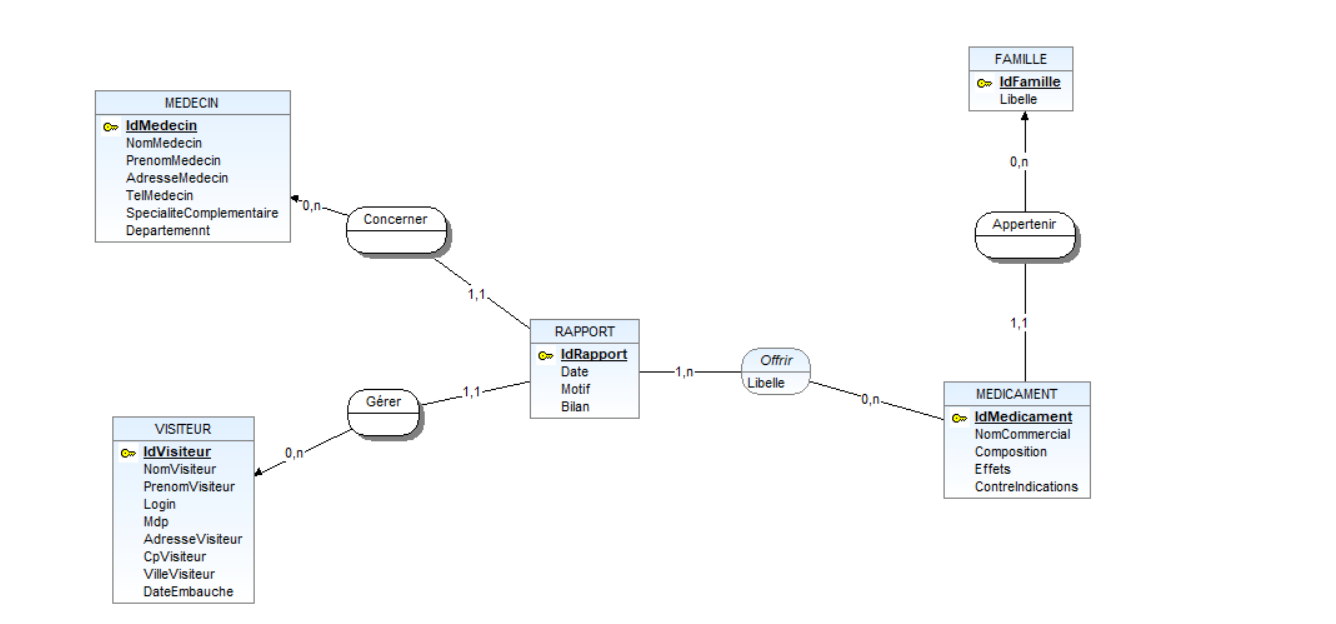 FAMILLE
IdFamille
Libelle
0,n
Appertenir
1,1
MEDECIN
IdMedecin
NomMedecin
PrenomMedecin
AdresseMedecin
TelMedecin
SpecialiteComplementaire
Departemennt
0,n
Concerner
1,1
RAPPORT
IdRapport
Date
Motif
Bilan
1,n
Offrir
Libelle
0,n
MEDICAMENT
IdMedicament
NomCommercial
Composition
Effets
ContreIndications
1,1
Gérer
0,n
VISITEUR
IdVisiteur
NomVisiteur
PrenomVisiteur
Login
Mdp
AdresseVisiteur
CpVisiteur
VilleVisiteur
DateEmbauche